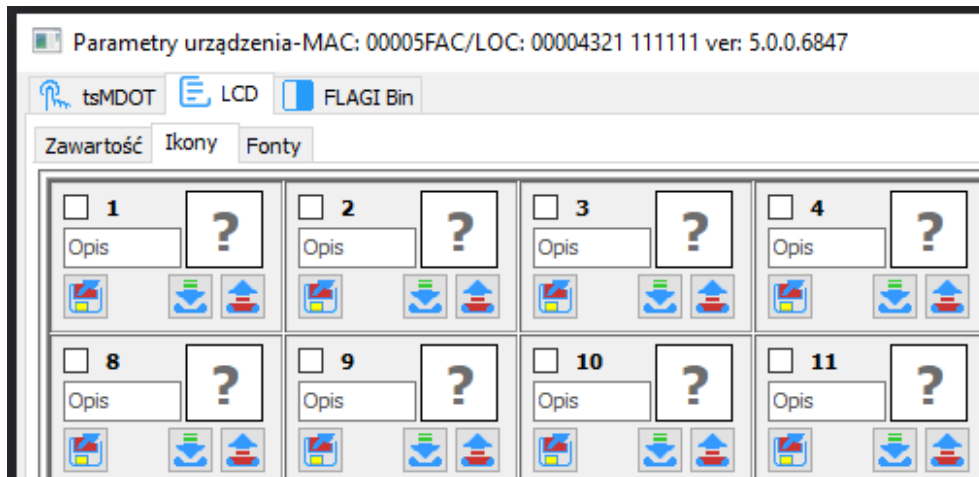 Parametry urządzenia-MAC: 00005FAC/LOC: 00004321 111111 ver: 5.0.0.6847
tsMDOT LCD FLAGI Bin
Zawartość Ikony Fonty
1 ? 2 ? 3 ? 4 ?
Opis Opis Opis Opis
8 ? 9 ? 10 ? 11 ?
Opis Opis Opis Opis